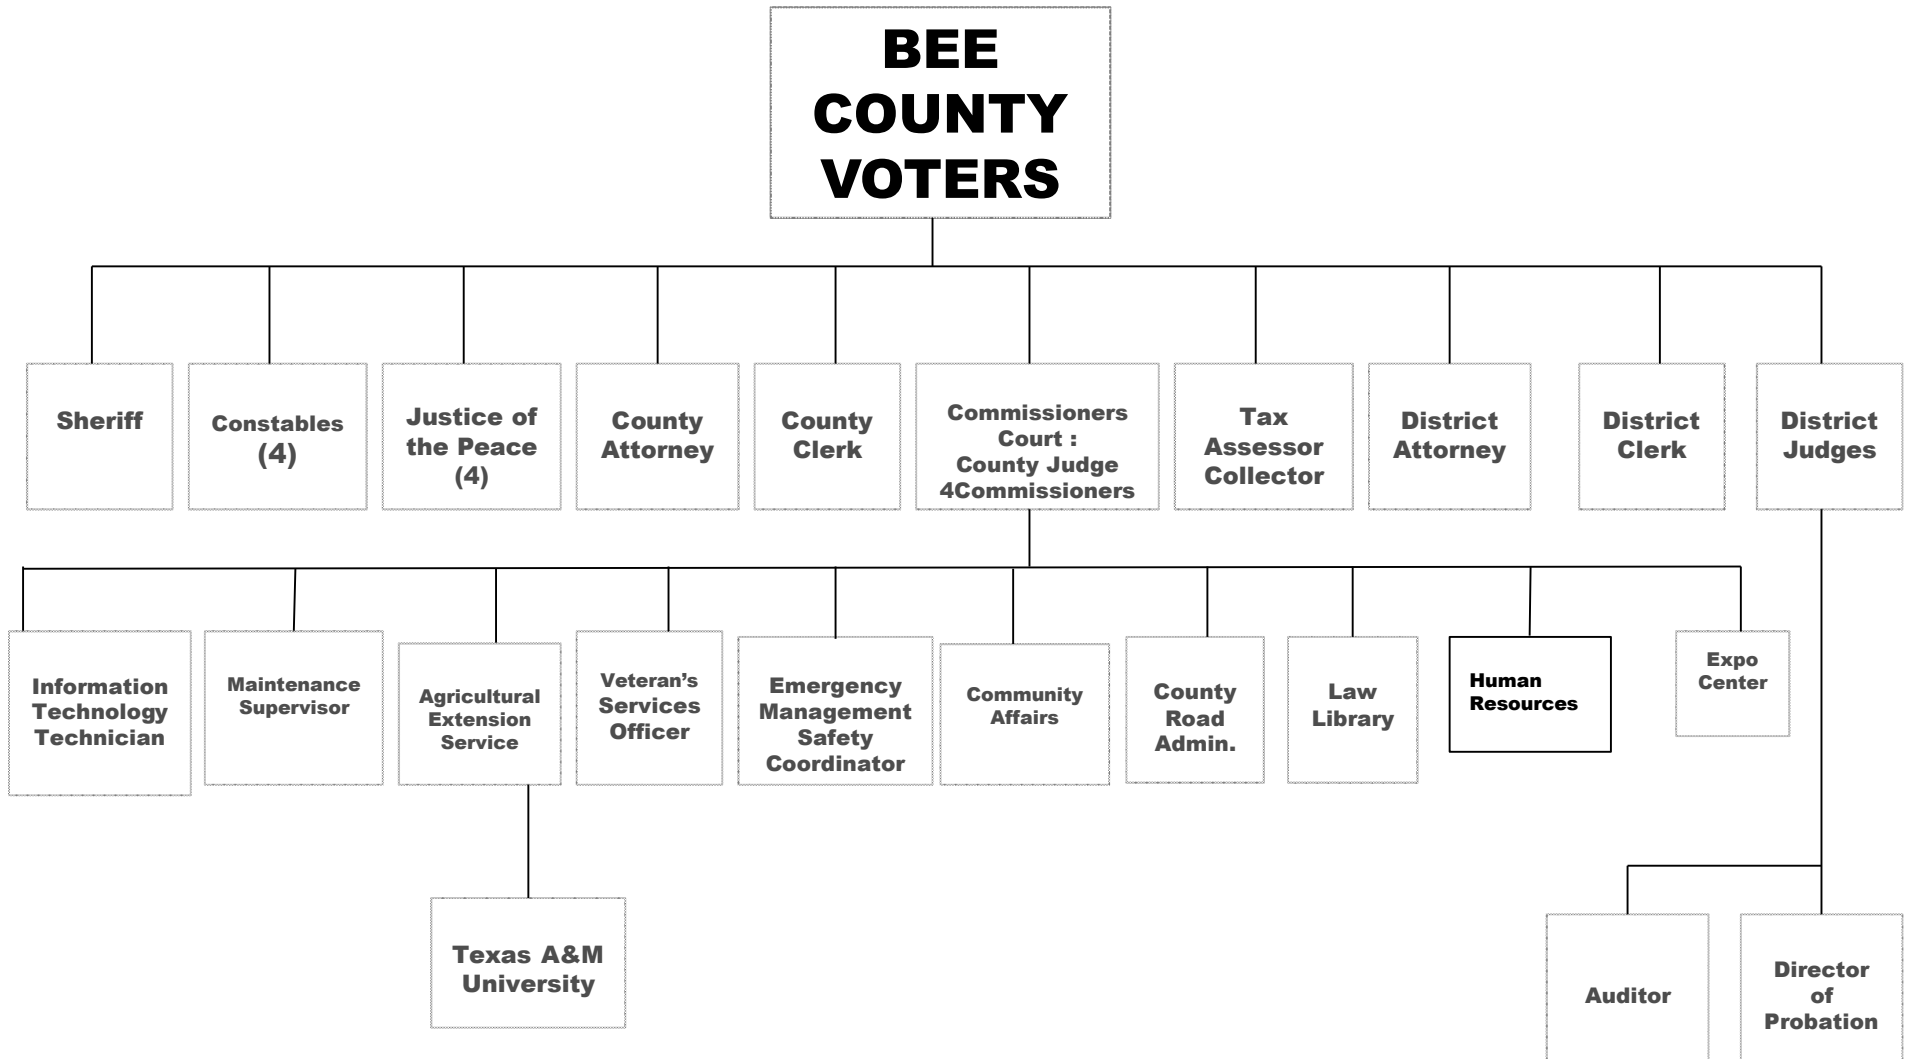 BEE
COUNTY
VOTERS
Sheriff
Constables
(4)
Justice of
the Peace
(4)
County
Attorney
County
Clerk
Commissioners
Court :
County Judge
4Commissioners
Tax
Assessor
Collector
District
Attorney
District
Clerk
District
Judges
Information
Technology
Technician
Maintenance
Supervisor
Agricultural
Extension
Service
Veteran’s
Services
Officer
Emergency
Management
Safety
Coordinator
Community
Affairs
County
Road
Admin.
Law
Library
Human
Resources
Expo
Center
Texas A&M
University
Auditor
Director
of
Probation